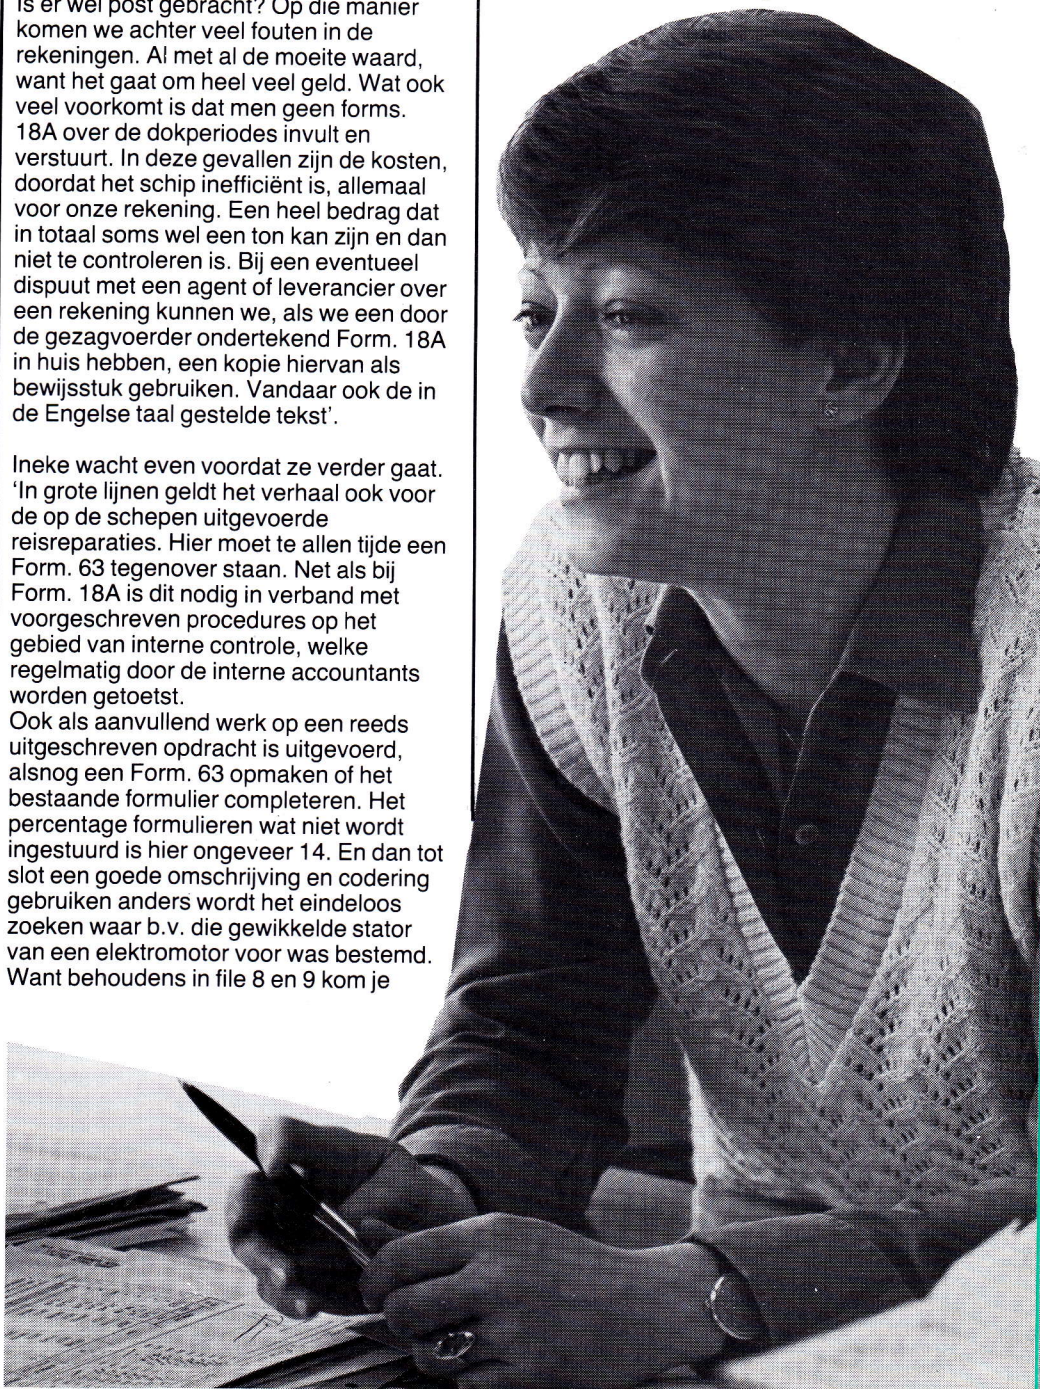 is er wel post gebracht? Op die manier
komen we achter veel fouten in de
rekeningen. Al met al de moeite waard,
want het gaat om heel veel geld. Wat ook
veel voorkomt is dat men geen forms.
18A over de dokperiodes invult en
verstuurt. In deze gevallen zijn de kosten,
doordat het schip inefficiënt is, allemaal
voor onze rekening. Een heel bedrag dat
in totaal soms wel een ton kan zijn en dan
niet te controleren is. Bij een eventueel
dispuut met een agent of leverancier over
een rekening kunnen we, als we een door
de gezagvoerder ondertekend Form. 18A
in huis hebben, een kopie hiervan als
bewijsstuk gebruiken. Vandaar ook de in
de Engelse taal gestelde tekst’.
Ineke wacht even voordat ze verder gaat.
‘In grote lijnen geldt het verhaal ook voor
de op de schepen uitgevoerde
reisreparaties. Hier moet te allen tijde een
Form. 63 tegenover staan. Net als bij
Form. 18A is dit nodig in verband met
voorgeschreven procedures op het
gebied van interne controle, welke
regelmatig door de interne accountants
worden getoetst.
Ook als aanvullend werk op een reeds
uitgeschreven opdracht is uitgevoerd,
alsnog een Form. 63 opmaken of het
bestaande formulier completeren. Het
percentage formulieren wat niet wordt
ingestuurd is hier ongeveer 14. En dan tot
slot een goede omschrijving en codering
gebruiken anders wordt het eindeloos
zoeken waar b.v. die gewikkelde stator
van een elektromotor voor was bestemd.
Want behoudens in file 8 en 9 kom je